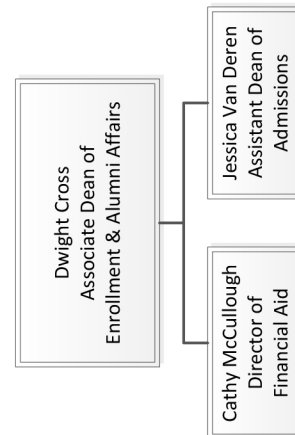 Dwight Cross
Associate Dean of
Enrollment & Alumni Affairs
Cathy McCullough
Director of
Financial Aid
Jessica Van Deren
Assistant Dean of
Admissions